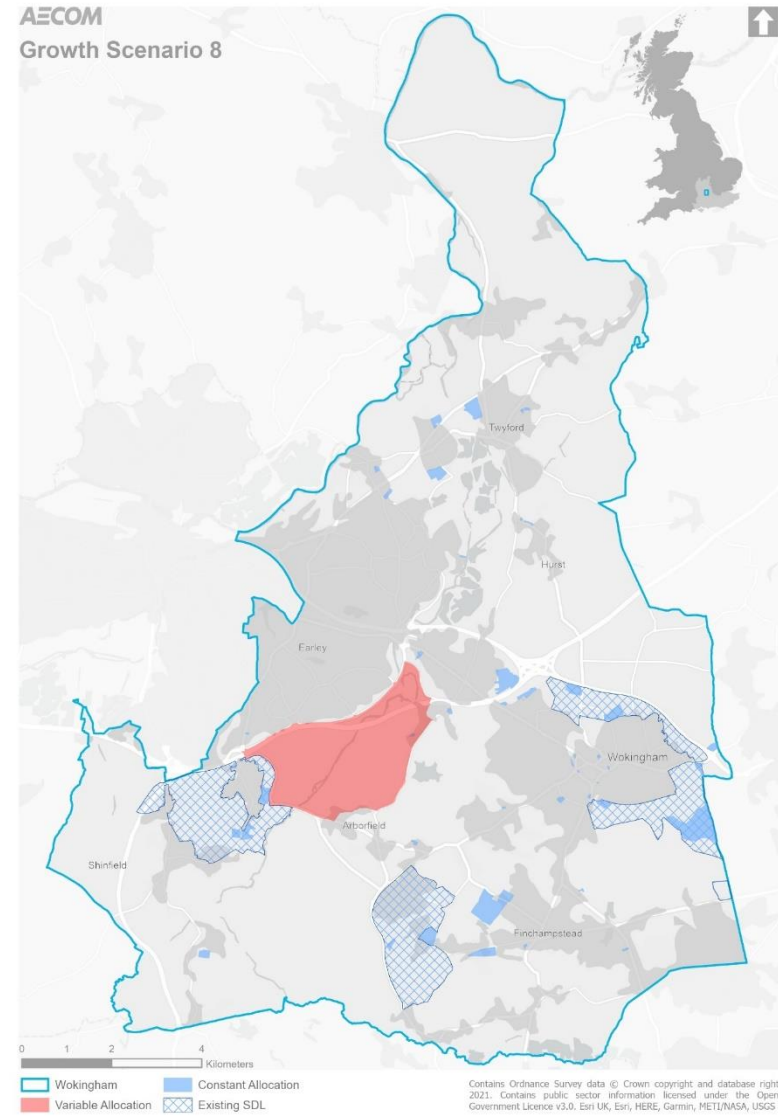 AECOM
Growth Scenario 8
Twyford
Hurst
Earley
Wokingham
Arborfield
Shinfield
Finchampstead
0 1 2 4
Kilometers
Wokingham
Constant Allocation
Variable Allocation
Existing SDL
Contains Ordnance Survey data © Crown copyright and database right
2021. Contains public sector information licensed under the Open
Government Licence v3.0. Esri UK, Esri, HERE, Garmin, METI/NASA, USGS